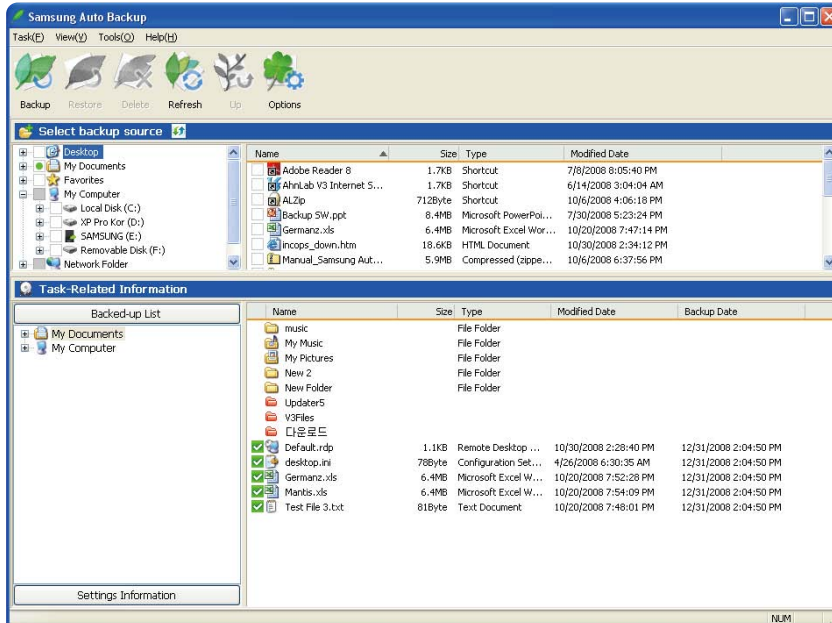 Samsung Auto Backup
Task(F) View(V) Tools(O) Help(H)
Backup Restore Delete Refresh Up Options
Select backup source
Desktop
My Documents
Favorites
My Computer
Local Disk (C:)
XP Pro Kor (D:)
SAMSUNG (E:)
Removable Disk (F:)
Network Folder
Name Size Type Modified Date
Adobe Reader 8 1.7KB Shortcut 7/8/2008 8:05:40 PM
AhnLab V3 Internet S... 1.7KB Shortcut 6/14/2008 3:04:04 AM
ALZip 712Byte Shortcut 10/6/2008 4:06:18 PM
Backup SW.ppt 8.4MB Microsoft PowerPoi... 7/30/2008 5:23:24 PM
Germanz.xls 6.4MB Microsoft Excel Wor... 10/20/2008 7:47:14 PM
incops_down.htm 18.6KB HTML Document 10/30/2008 2:34:12 PM
Manual_Samsung Aut... 5.9MB Compressed (zippe... 10/6/2008 6:37:56 PM
Task-Related Information
Backed-up List
My Documents
My Computer
Settings Information
Name Size Type Modified Date Backup Date
music File Folder
My Music File Folder
My Pictures File Folder
New 2 File Folder
New Folder File Folder
Updater5
V3Files
다운로드
Default.rdp 1.1KB Remote Desktop ... 10/30/2008 2:28:40 PM 12/31/2008 2:04:50 PM
desktop.ini 78Byte Configuration Set... 4/26/2008 6:30:35 AM 12/31/2008 2:04:50 PM
Germanz.xls 6.4MB Microsoft Excel W... 10/20/2008 7:52:28 PM 12/31/2008 2:04:50 PM
Mantis.xls 6.4MB Microsoft Excel W... 10/20/2008 7:54:09 PM 12/31/2008 2:04:50 PM
Test File 3.txt 81Byte Text Document 10/20/2008 7:48:01 PM 12/31/2008 2:04:50 PM
NUM